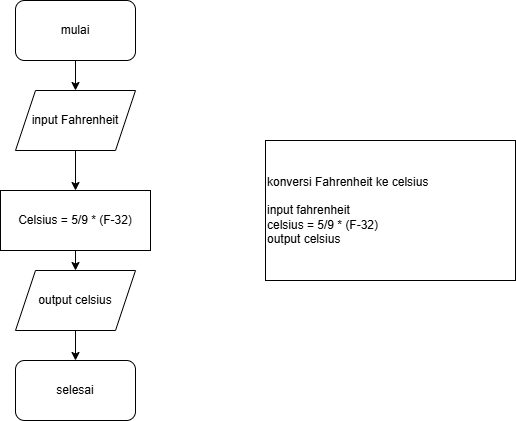 mulai
input Fahrenheit
Celsius = 5/9 * (F-32)
output celsius
selesai
konversi Fahrenheit ke celsius
input fahrenheit
celsius = 5/9 * (F-32)
output celsius